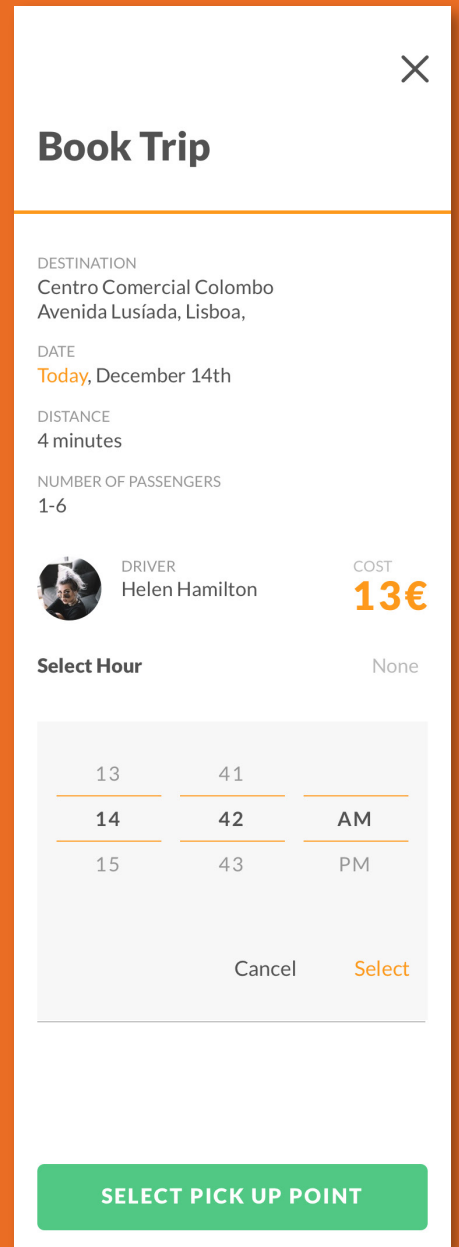 Book Trip
DESTINATION
Centro Comercial Colombo
Avenida Lusíada, Lisboa,
DATE
Today, December 14th
DISTANCE
4 minutes
NUMBER OF PASSENGERS
1-6
DRIVER
Helen Hamilton
COST
13€
Select Hour
None
13 41
14 42 AM
15 43 PM
Cancel Select
SELECT PICK UP POINT